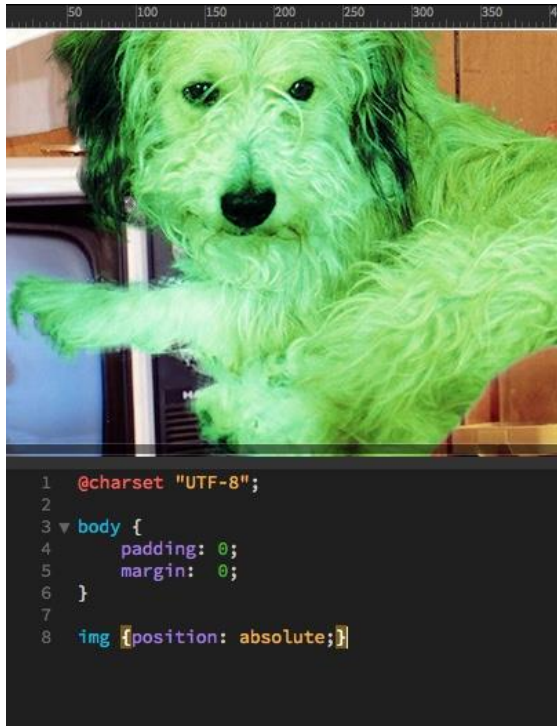 50 100 150 200 250 300 350
1 @charset "UTF-8";
2
3 body {
4 padding: 0;
5 margin: 0;
6 }
7
8 img {position: absolute;}